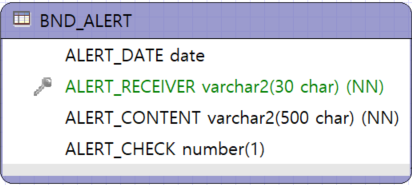 BND_ALERT
ALERT_DATE date
ALERT_RECEIVER varchar2(30 char) (NN)
ALERT_CONTENT varchar2(500 char) (NN)
ALERT_CHECK number(1)